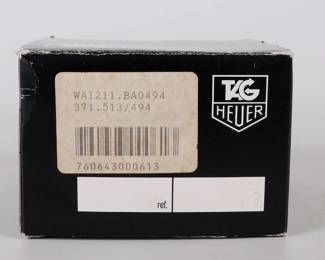 WA1211.BA0494
371.513/494
760643000613
TAG
HEUER
ref.